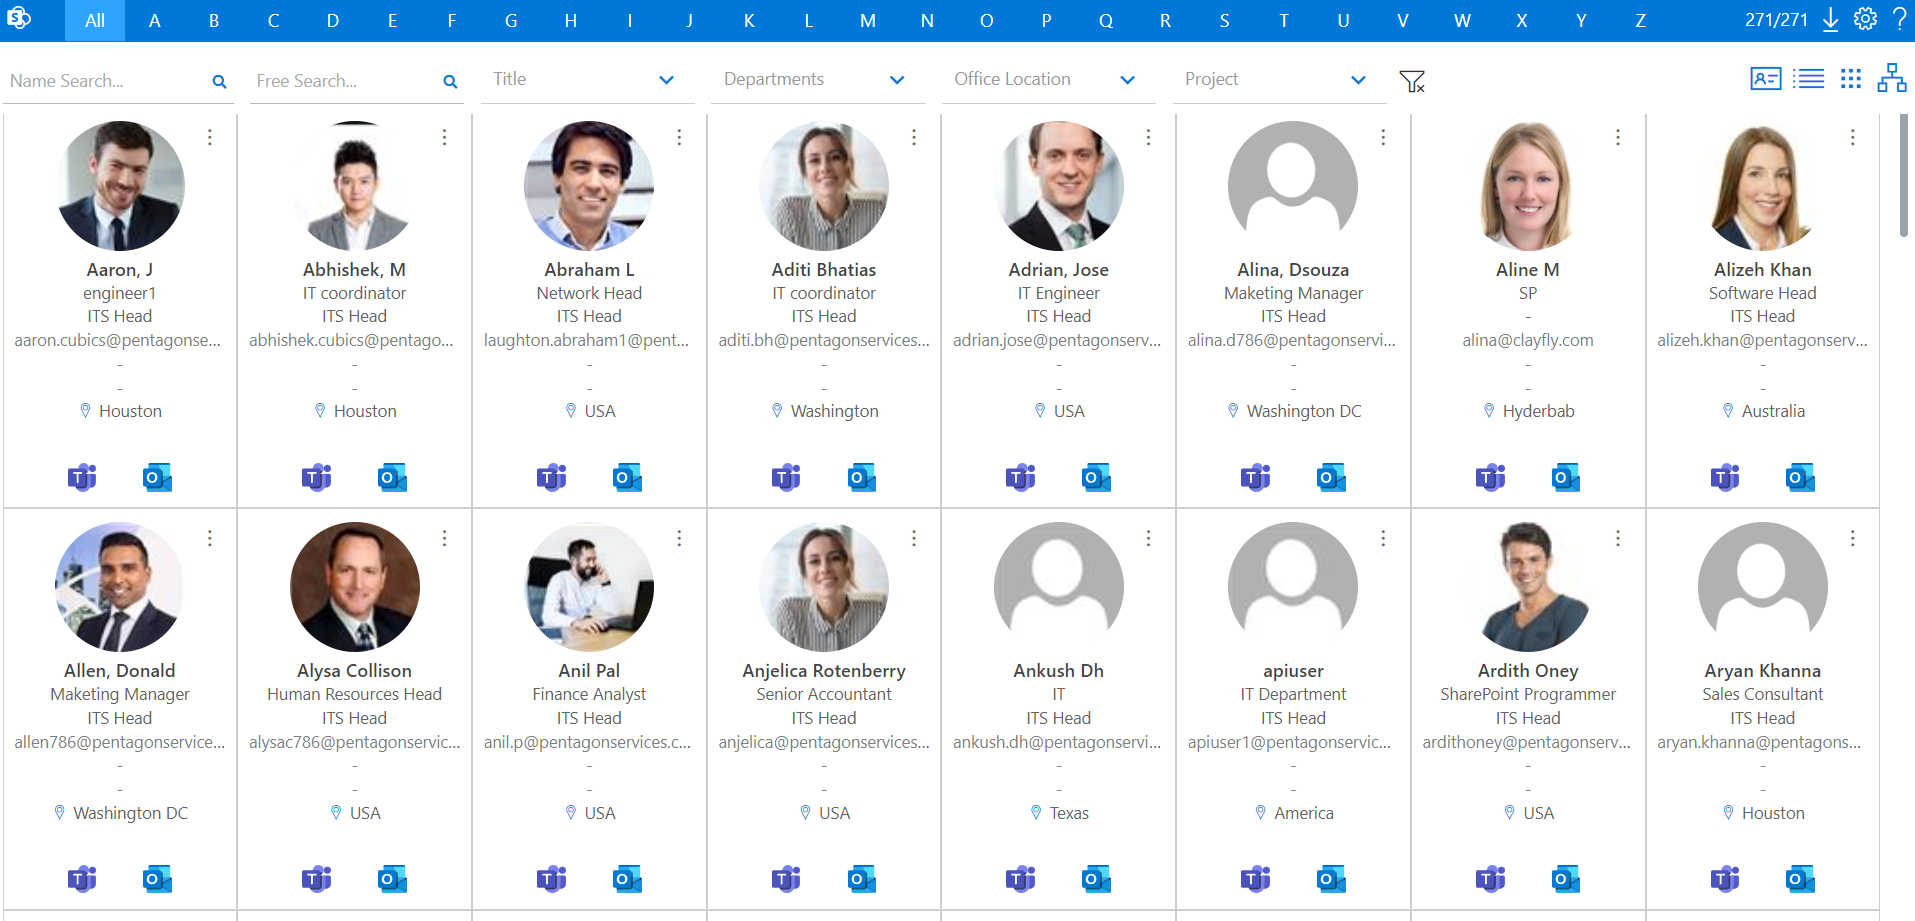 All A B C D E F G H I J K L M N O P Q R S T U V W X Y Z 271/271 ?
Name Search... Free Search... Title Departments Office Location Project
Aaron, J
engineer1
ITS Head
aaron.cubics@pentagonse...
-
-
Houston
Abhishek, M
IT coordinator
ITS Head
abhishek.cubics@pentago...
-
-
Houston
Abraham L
Network Head
ITS Head
laughton.abraham1@pent...
-
-
USA
Aditi Bhatias
IT coordinator
ITS Head
aditi.bh@pentagonservices...
-
-
Washington
Adrian, Jose
IT Engineer
ITS Head
adrian.jose@pentagonserv...
-
-
USA
Alina, Dsouza
Maketing Manager
ITS Head
alina.d786@pentagonservi...
-
-
Washington DC
Aline M
SP
-
alina@clayfly.com
-
-
Hyderbab
Alizeh Khan
Software Head
ITS Head
alizeh.khan@pentagonserv...
-
-
Australia
Allen, Donald
Maketing Manager
ITS Head
allen786@pentagonservice...
-
-
Washington DC
Alysa Collison
Human Resources Head
ITS Head
alysac786@pentagonservic...
-
-
USA
Anil Pal
Finance Analyst
ITS Head
anil.p@pentagonservices.c...
-
-
USA
Anjelica Rotenberry
Senior Accountant
ITS Head
anjelica@pentagonservices...
-
-
USA
Ankush Dh
IT
ITS Head
ankush.dh@pentagonservi...
-
-
Texas
apiuser
IT Department
ITS Head
apiuser1@pentagonservic...
-
-
America
Ardith Oney
SharePoint Programmer
ITS Head
ardithoney@pentagonserv...
-
-
USA
Aryan Khanna
Sales Consultant
ITS Head
aryan.khanna@pentagons...
-
-
Houston